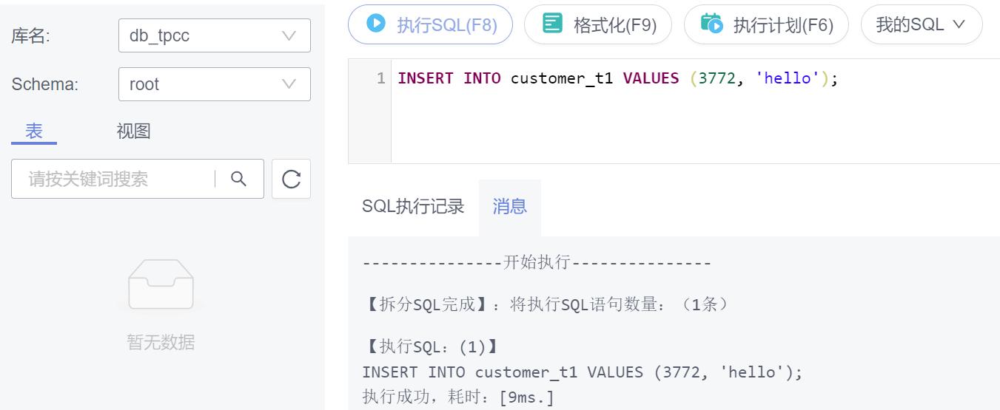 库名:
db_tpcc
Schema:
root
表
视图
请按关键词搜索
暂无数据
执行SQL(F8)
格式化(F9)
执行计划(F6)
我的SQL
1
INSERT INTO customer_t1 VALUES (3772, 'hello');
SQL执行记录
消息
---------------开始执行---------------
【拆分SQL完成】：将执行SQL语句数量：（1条）
【执行SQL：(1)】
INSERT INTO customer_t1 VALUES (3772, 'hello');
执行成功，耗时：[9ms.]